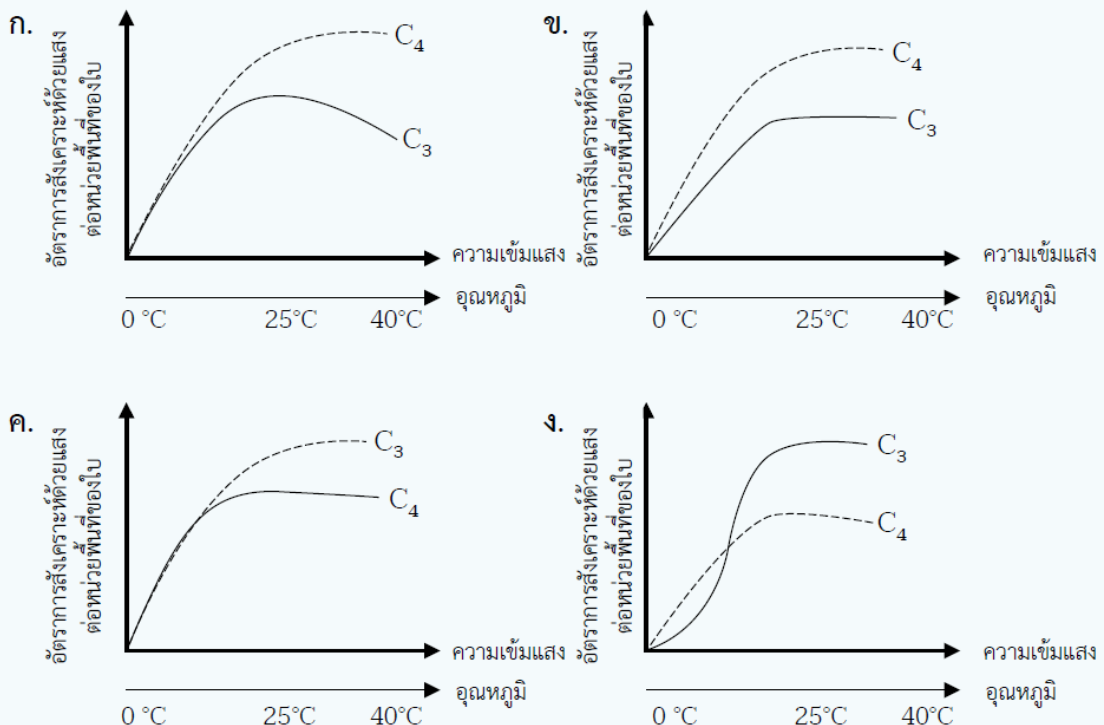 ก.
อัตราการสังเคราะห์ด้วยแสง
ต่อหน่วยพื้นที่ของใบ
C₄
C₃
ความเข้มแสง
อุณหภูมิ
0 °C 25°C 40°C
ข.
อัตราการสังเคราะห์ด้วยแสง
ต่อหน่วยพื้นที่ของใบ
C₄
C₃
ความเข้มแสง
อุณหภูมิ
0 °C 25°C 40°C
ค.
อัตราการสังเคราะห์ด้วยแสง
ต่อหน่วยพื้นที่ของใบ
C₃
C₄
ความเข้มแสง
อุณหภูมิ
0 °C 25°C 40°C
ง.
อัตราการสังเคราะห์ด้วยแสง
ต่อหน่วยพื้นที่ของใบ
C₃
C₄
ความเข้มแสง
อุณหภูมิ
0 °C 25°C 40°C